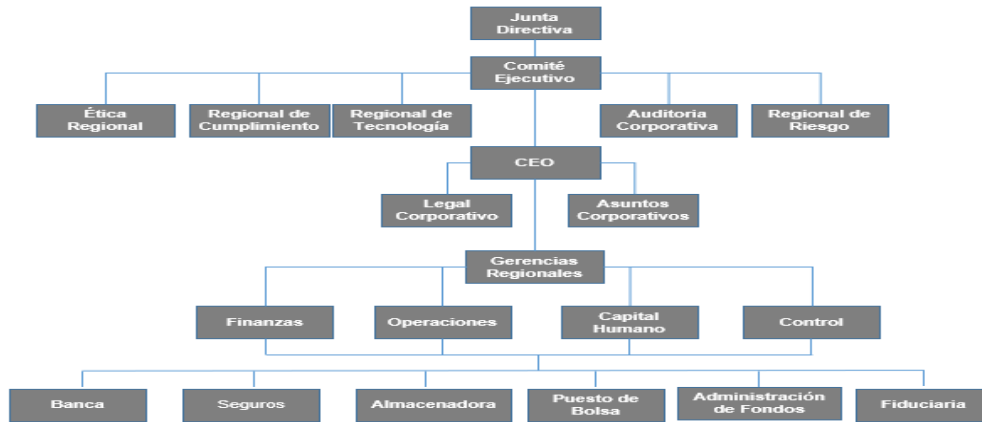 Junta
Directiva
Comité
Ejecutivo
Ética
Regional
Regional de
Cumplimiento
Regional de
Tecnología
Auditoria
Corporativa
Regional de
Riesgo
CEO
Legal
Corporativo
Asuntos
Corporativos
Gerencias
Regionales
Finanzas
Operaciones
Capital
Humano
Control
Banca
Seguros
Almacenadora
Puesto de
Bolsa
Administración
de Fondos
Fiduciaria